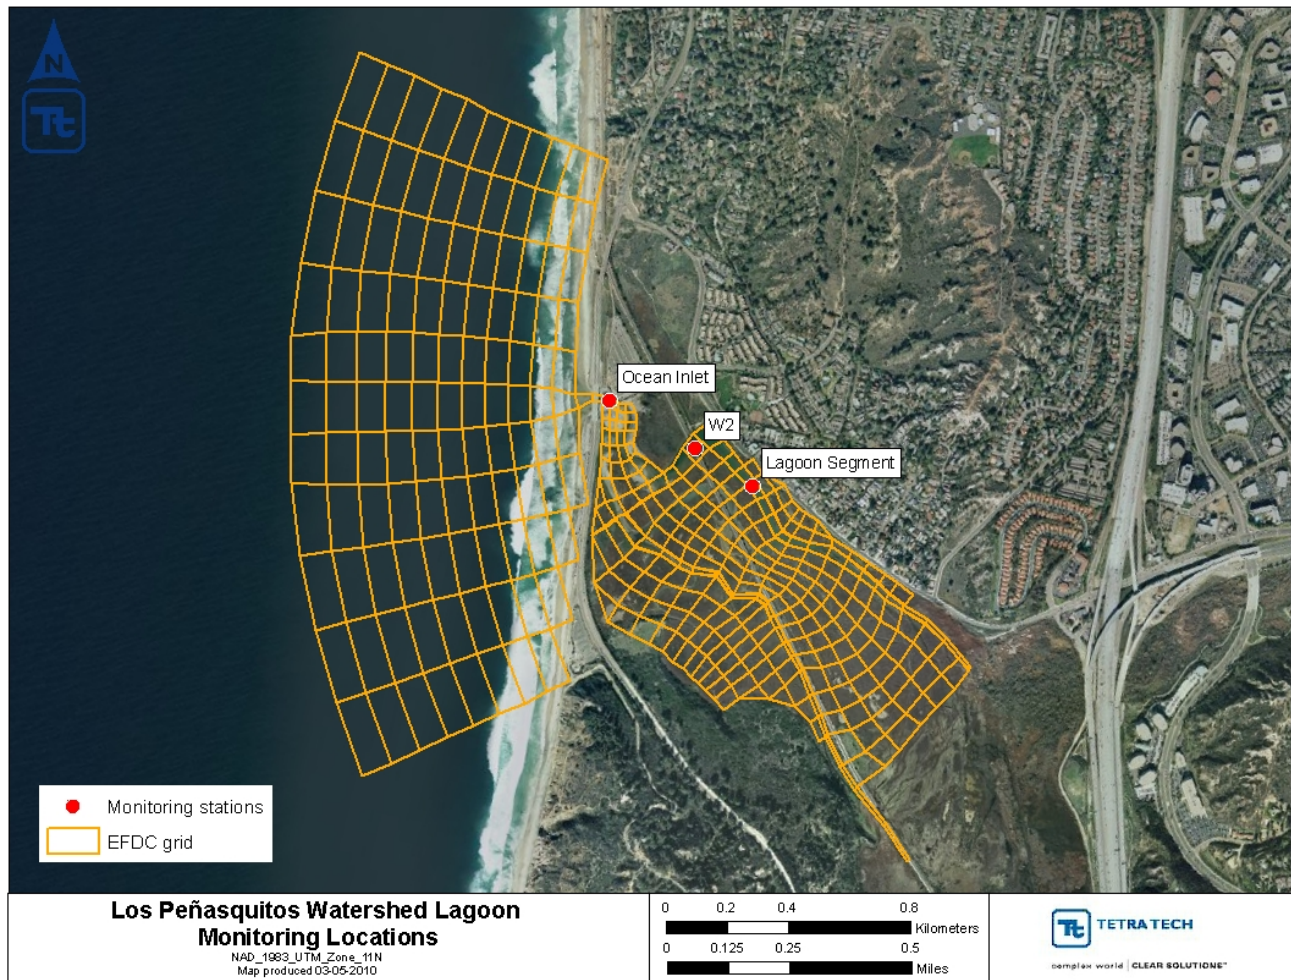 N
Tt
Ocean Inlet
W2
Lagoon Segment
Monitoring stations
EFDC grid
Los Peñasquitos Watershed Lagoon
Monitoring Locations
NAD_1983_UTM_Zone_11N
Map produced 03-05-2010
0 0.2 0.4 0.8
Kilometers
0 0.125 0.25 0.5
Miles
Tt TETRA TECH
complex world | CLEAR SOLUTIONS™